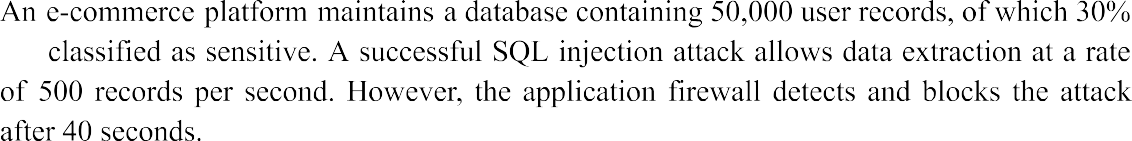 An e-commerce platform maintains a database containing 50,000 user records, of which 30%
classified as sensitive. A successful SQL injection attack allows data extraction at a rate
of 500 records per second. However, the application firewall detects and blocks the attack
after 40 seconds.